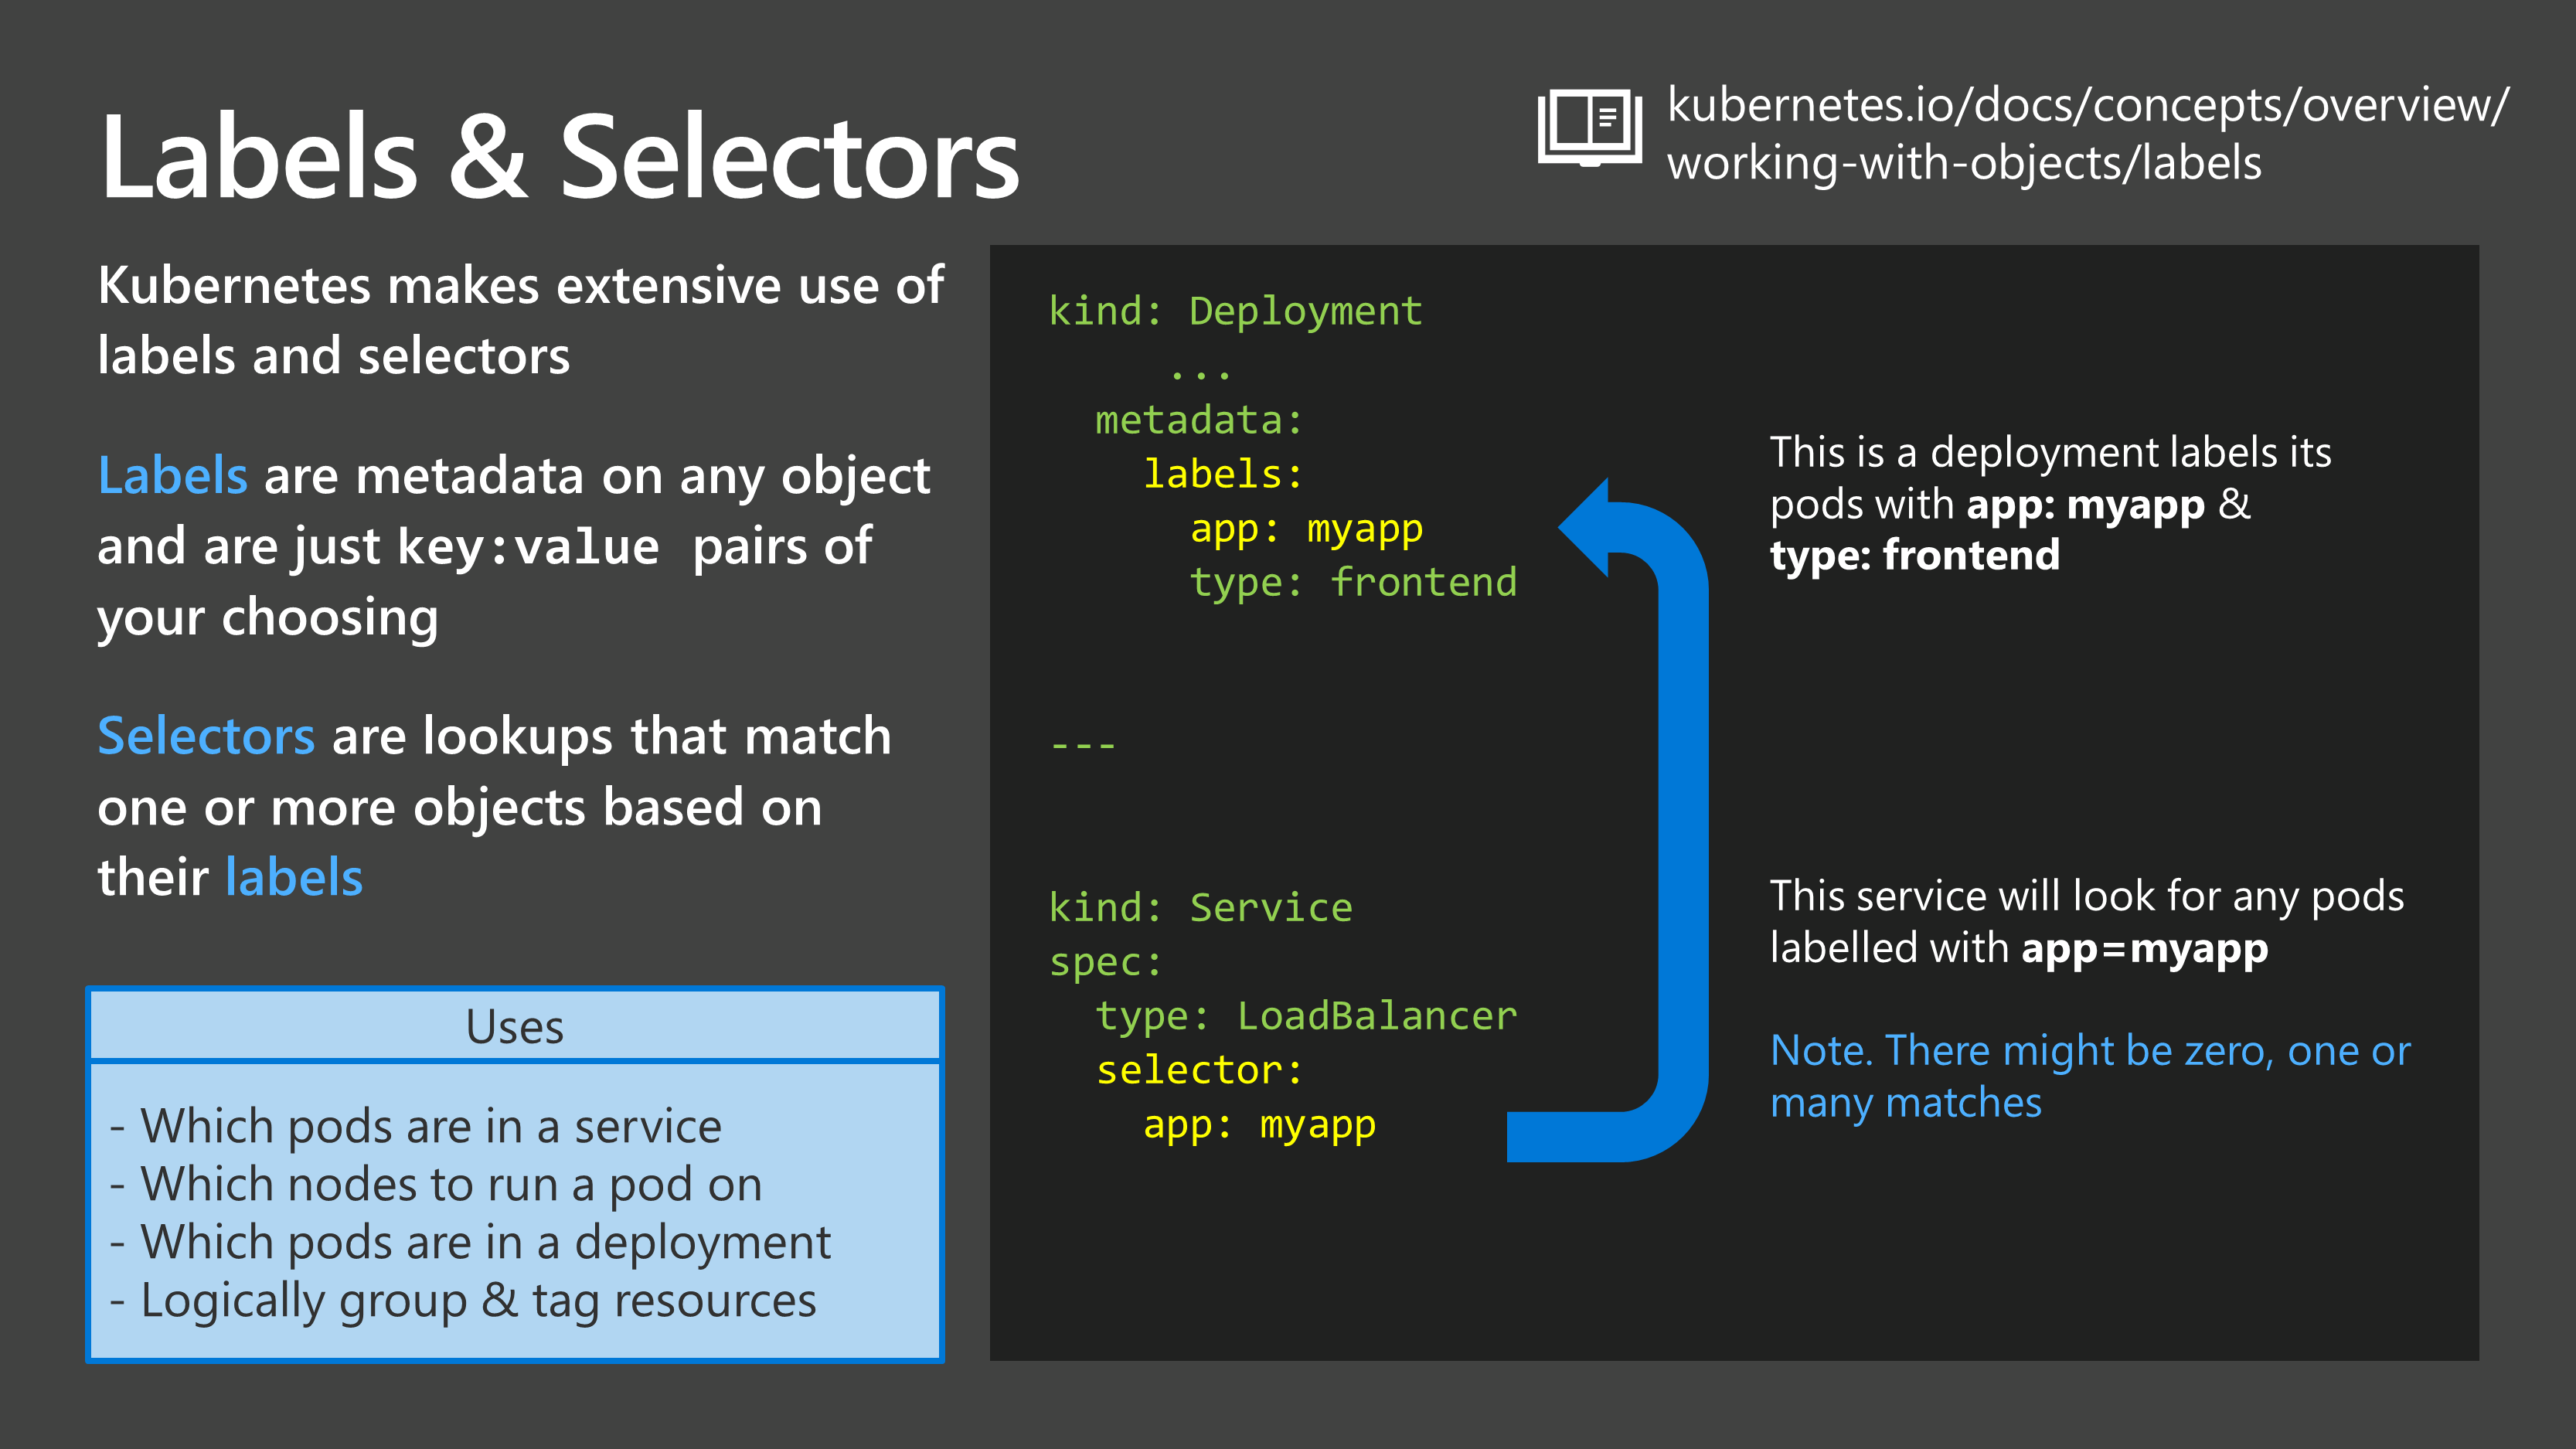 Labels & Selectors
kubernetes.io/docs/concepts/overview/
working-with-objects/labels
Kubernetes makes extensive use of
labels and selectors
Labels are metadata on any object
and are just key:value pairs of
your choosing
Selectors are lookups that match
one or more objects based on
their labels
Uses
- Which pods are in a service
- Which nodes to run a pod on
- Which pods are in a deployment
- Logically group & tag resources
kind: Deployment
...
metadata:
labels:
app: myapp
type: frontend
---
kind: Service
spec:
type: LoadBalancer
selector:
app: myapp
This is a deployment labels its
pods with app: myapp &
type: frontend
This service will look for any pods
labelled with app=myapp
Note. There might be zero, one or
many matches